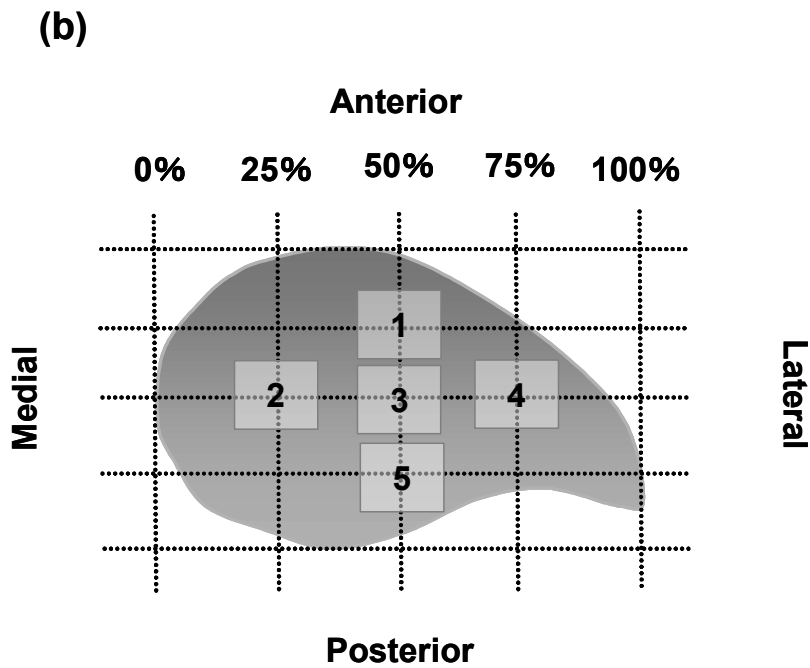 (b)
Anterior
0% 25% 50% 75% 100%
1
2 3 4
5
Medial
Lateral
Posterior